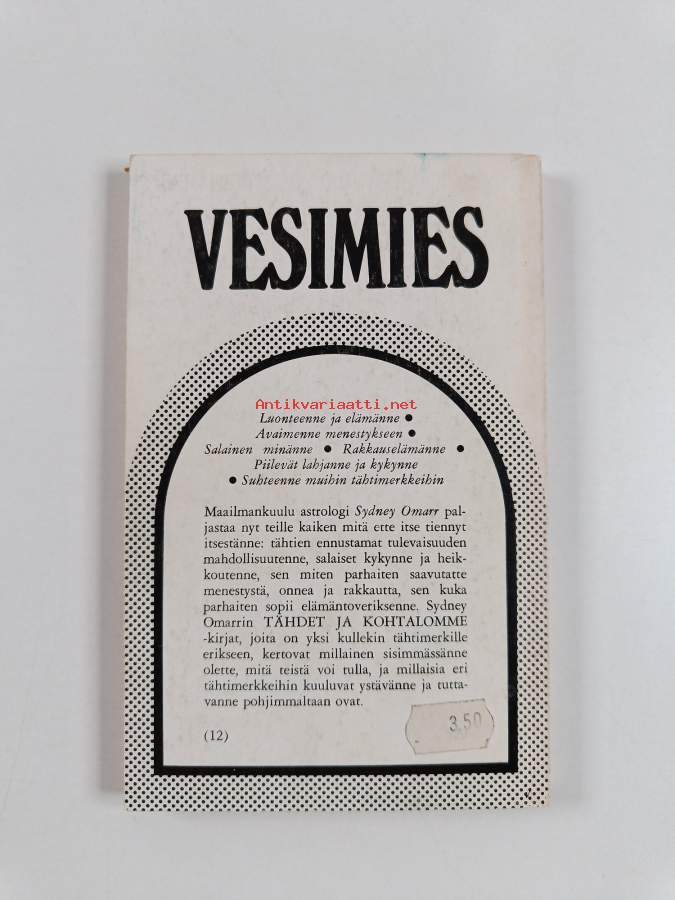 VESIMIES
Antikvariaatti.net
Luonteenne ja elämänne ●
Avaimenne menestykseen ●
Salainen minänne ● Rakkauselämänne ●
Piilevät lahjanne ja kykynne
● Suhteenne muihin tähtimerkkeihin
Maailmankuulu astrologi Sydney Omarr pal-
jastaa nyt teille kaiken mitä ette itse tiennyt
itsestänne: tähtien ennustamat tulevaisuuden
mahdollisuutenne, salaiset kykynne ja heik-
koutenne, sen miten parhaiten saavutatte
menestystä, onnea ja rakkautta, sen kuka
parhaiten sopii elämäntoveriksenne. Sydney
Omarrin TÄHDET JA KOHTALOMME
-kirjat, joita on yksi kullekin tähtimerkille
erikseen, kertovat millainen sisimmässänne
olette, mitä teistä voi tulla, ja millaisia eri
tähtimerkkeihin kuuluvat ystävänne ja tutta-
vanne pohjimmaltaan ovat.
3.50
(12)